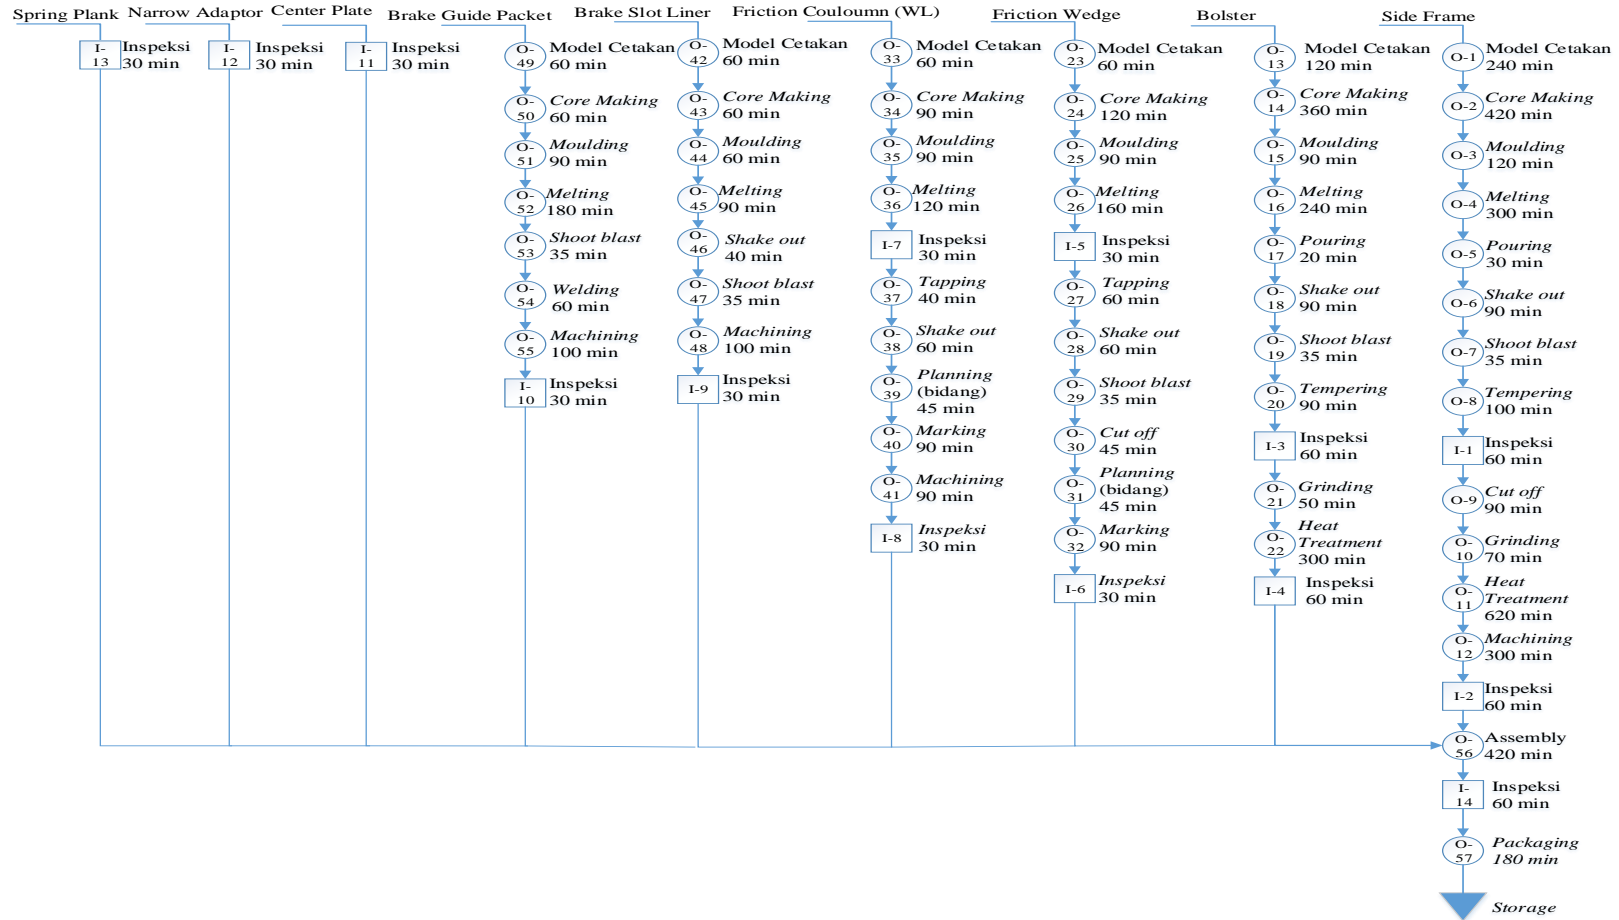 Spring Plank
I-
13
Inspeksi
30 min
Narrow Adaptor
I-
12
Inspeksi
30 min
Center Plate
I-
11
Inspeksi
30 min
Brake Guide Packet
O-
49
Model Cetakan
60 min
O-
50
Core Making
60 min
O-
51
Moulding
90 min
O-
52
Melting
180 min
O-
53
Shoot blast
35 min
O-
54
Welding
60 min
O-
55
Machining
100 min
I-
10
Inspeksi
30 min
Brake Slot Liner
O-
42
Model Cetakan
60 min
O-
43
Core Making
60 min
O-
44
Moulding
60 min
O-
45
Melting
90 min
O-
46
Shake out
40 min
O-
47
Shoot blast
35 min
O-
48
Machining
100 min
I-9
Inspeksi
30 min
Friction Couloumn (WL)
O-
33
Model Cetakan
60 min
O-
34
Core Making
90 min
O-
35
Moulding
90 min
O-
36
Melting
120 min
I-7
Inspeksi
30 min
O-
37
Tapping
40 min
O-
38
Shake out
60 min
O-
39
Planning
(bidang)
45 min
O-
40
Marking
90 min
O-
41
Machining
90 min
I-8
Inspeksi
30 min
Friction Wedge
O-
23
Model Cetakan
60 min
O-
24
Core Making
120 min
O-
25
Moulding
90 min
O-
26
Melting
160 min
I-5
Inspeksi
30 min
O-
27
Tapping
60 min
O-
28
Shake out
60 min
O-
29
Shoot blast
35 min
O-
30
Cut off
45 min
O-
31
Planning
(bidang)
45 min
O-
32
Marking
90 min
I-6
Inspeksi
30 min
Bolster
O-
13
Model Cetakan
120 min
O-
14
Core Making
360 min
O-
15
Moulding
90 min
O-
16
Melting
240 min
O-
17
Pouring
20 min
O-
18
Shake out
90 min
O-
19
Shoot blast
35 min
O-
20
Tempering
90 min
I-3
Inspeksi
60 min
O-
21
Grinding
50 min
O-
22
Heat
Treatment
300 min
I-4
Inspeksi
60 min
Side Frame
O-1
Model Cetakan
240 min
O-2
Core Making
420 min
O-3
Moulding
120 min
O-4
Melting
300 min
O-5
Pouring
30 min
O-6
Shake out
90 min
O-7
Shoot blast
35 min
O-8
Tempering
100 min
I-1
Inspeksi
60 min
O-9
Cut off
90 min
O-
10
Grinding
70 min
O-
11
Heat
Treatment
620 min
O-
12
Machining
300 min
I-2
Inspeksi
60 min
O-
56
Assembly
420 min
I-
14
Inspeksi
60 min
O-
57
Packaging
180 min
Storage